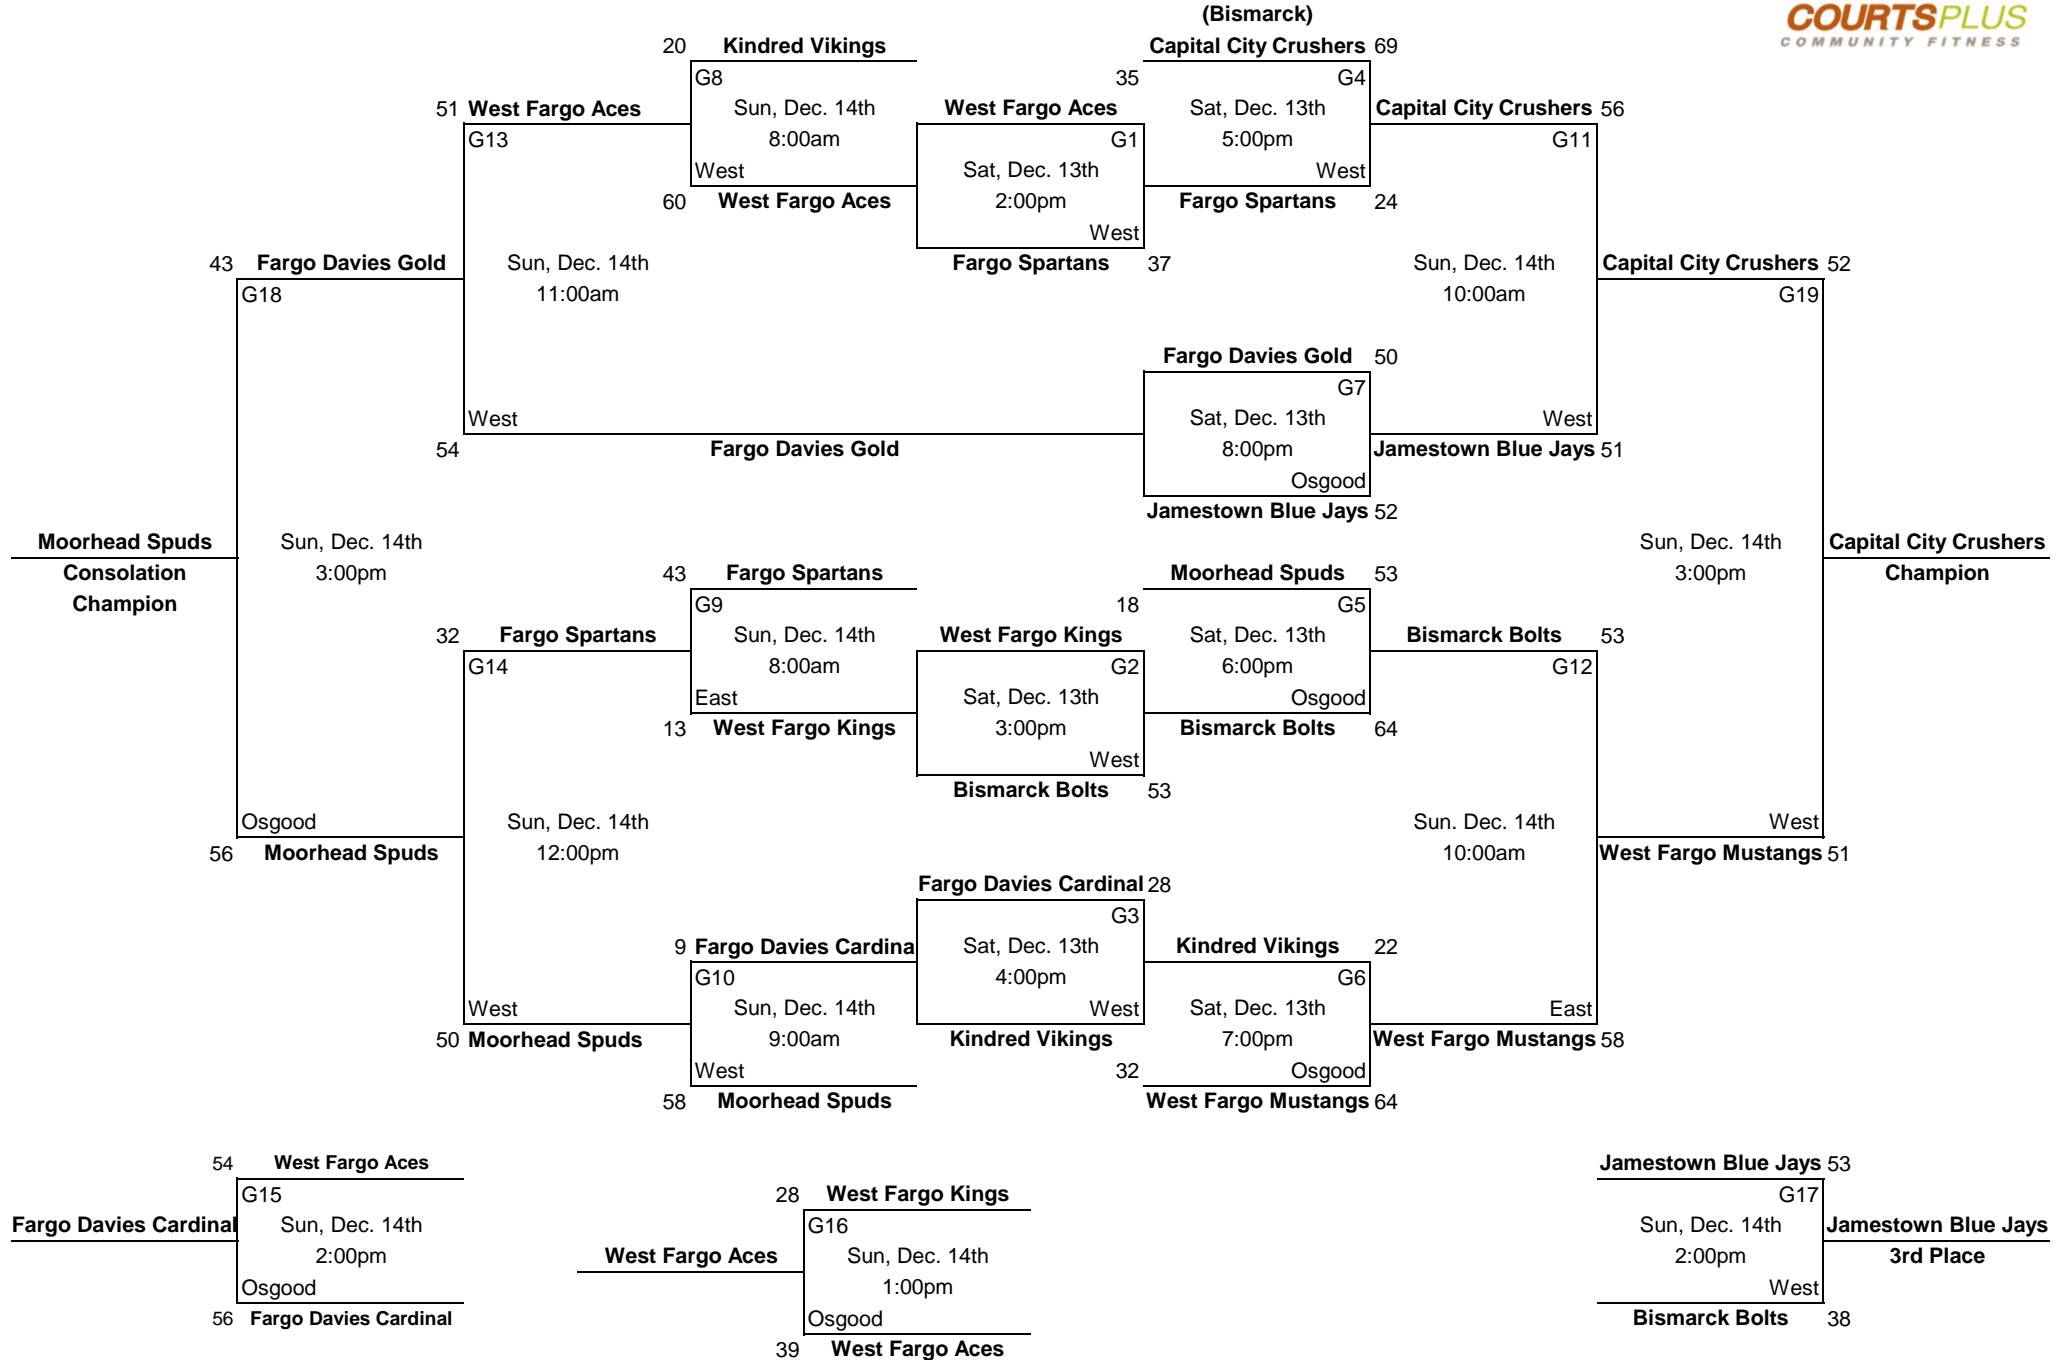 (Bismarck)
COURTSPLUS
COMMUNITY FITNESS
20 Kindred Vikings
Capital City Crushers 69
G8
35
G4
51 West Fargo Aces
Sun, Dec. 14th
West Fargo Aces
Sat, Dec. 13th
Capital City Crushers 56
G13
8:00am
G1
5:00pm
G11
West
Sat, Dec. 13th
West
60 West Fargo Aces
2:00pm
Fargo Spartans 24
West
43 Fargo Davies Gold
Sun, Dec. 14th
Fargo Spartans 37
Sun, Dec. 14th
Capital City Crushers 52
G18
11:00am
10:00am
G19
Fargo Davies Gold 50
G7
West
Sat, Dec. 13th
West
54 Fargo Davies Gold
8:00pm
Jamestown Blue Jays 51
Osgood
Jamestown Blue Jays 52
Moorhead Spuds
Sun, Dec. 14th
Sun, Dec. 14th
Capital City Crushers
Consolation
3:00pm
43 Fargo Spartans
Moorhead Spuds 53
3:00pm
Champion
Champion
G9
18
G5
32 Fargo Spartans
Sun, Dec. 14th
West Fargo Kings
Sat, Dec. 13th
Bismarck Bolts 53
G14
8:00am
G2
6:00pm
G12
East
Sat, Dec. 13th
Osgood
13 West Fargo Kings
3:00pm
Bismarck Bolts 64
West
Bismarck Bolts 53
Osgood
Sun, Dec. 14th
Sun. Dec. 14th
West
56 Moorhead Spuds
12:00pm
10:00am
West Fargo Mustangs 51
Fargo Davies Cardinal 28
G3
9 Fargo Davies Cardina
Sat, Dec. 13th
Kindred Vikings 22
G10
4:00pm
G6
West
Sun, Dec. 14th
West
Sat, Dec. 13th
East
50 Moorhead Spuds
9:00am
Kindred Vikings
7:00pm
West Fargo Mustangs 58
West
32
Osgood
58 Moorhead Spuds
West Fargo Mustangs 64
54 West Fargo Aces
Jamestown Blue Jays 53
G15
28 West Fargo Kings
G17
Fargo Davies Cardinal
Sun, Dec. 14th
G16
Sun, Dec. 14th
Jamestown Blue Jays
2:00pm
West Fargo Aces
Sun, Dec. 14th
2:00pm
3rd Place
Osgood
1:00pm
West
56 Fargo Davies Cardinal
Osgood
Bismarck Bolts 38
39 West Fargo Aces